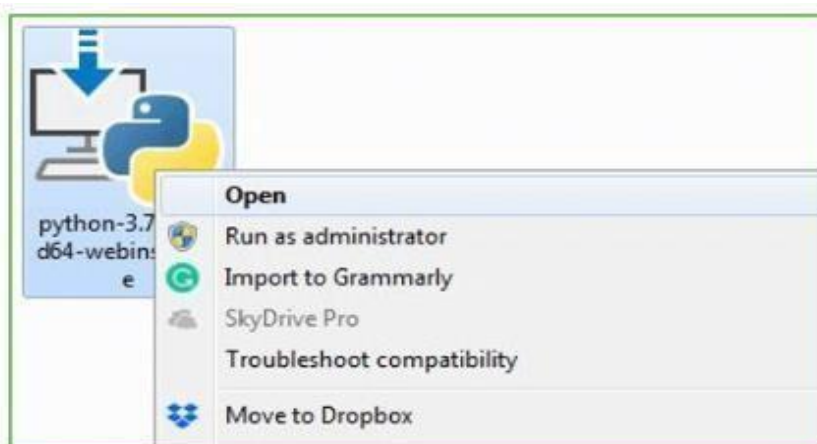 python-3.7
d64-webins
e
Open
Run as administrator
Import to Grammarly
SkyDrive Pro
Troubleshoot compatibility
Move to Dropbox